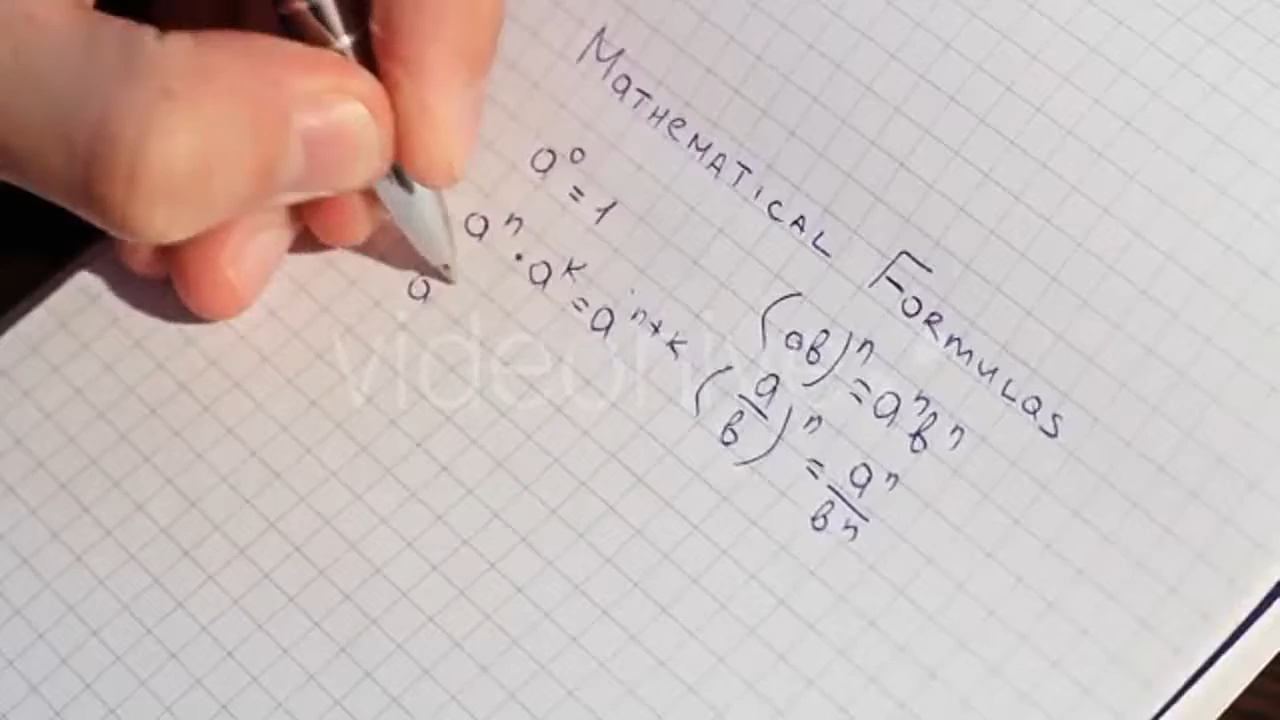 Mathematical Formulas
a⁰ = 1
aⁿ · aᵏ = aⁿ⁺ᵏ
a
(ab)ⁿ = aⁿbⁿ
(a/b)ⁿ = aⁿ/bⁿ